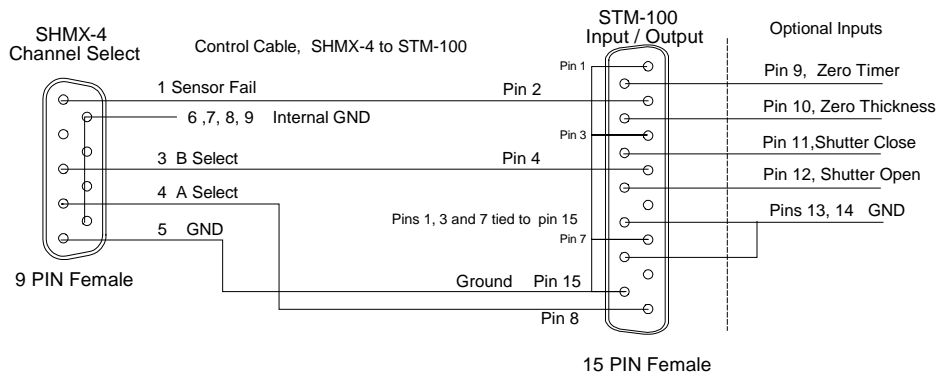 SHMX-4
Channel Select
Control Cable, SHMX-4 to STM-100
STM-100
Input / Output
Optional Inputs
Pin 1
Pin 9, Zero Timer
1 Sensor Fail
Pin 2
6 ,7, 8, 9 Internal GND
Pin 10, Zero Thickness
Pin 3
Pin 11,Shutter Close
3 B Select
Pin 4
Pin 12, Shutter Open
4 A Select
Pins 1, 3 and 7 tied to pin 15
Pins 13, 14 GND
5 GND
Pin 7
9 PIN Female
Ground Pin 15
Pin 8
15 PIN Female